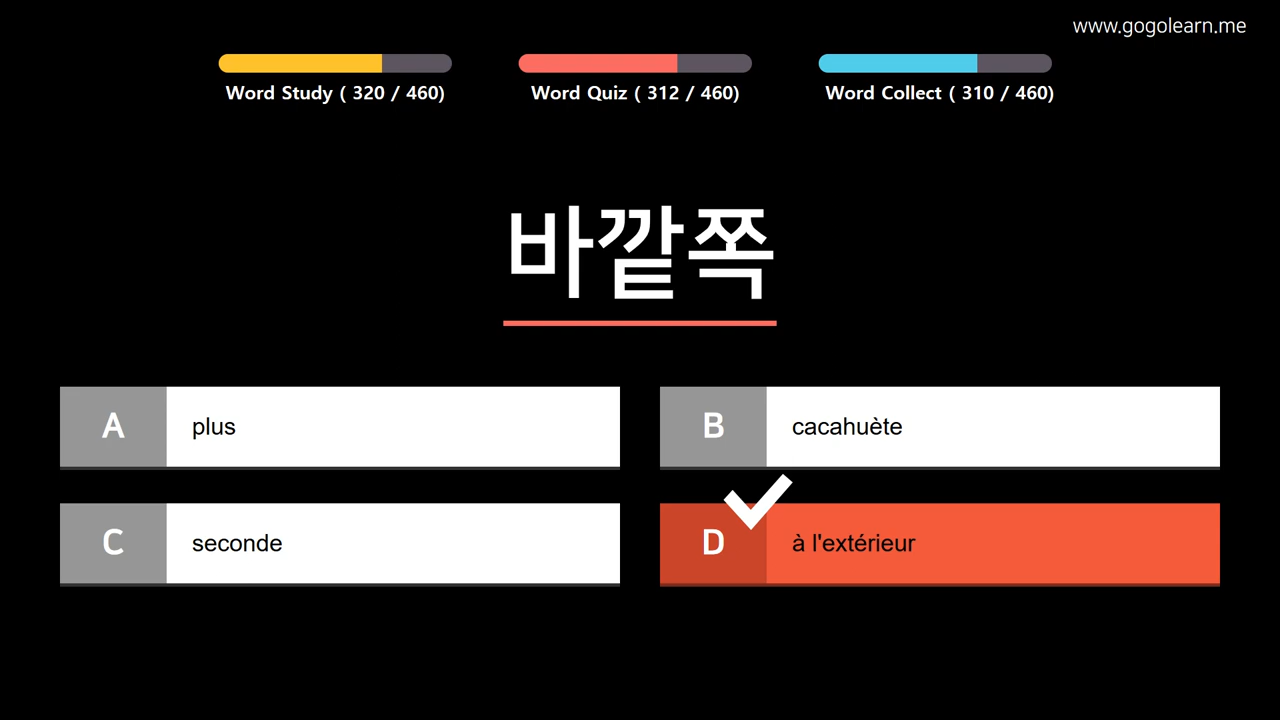 www.gogolearn.me
Word Study ( 320 / 460)
Word Quiz ( 312 / 460)
Word Collect ( 310 / 460)
바깥쪽
A plus
B cacahuète
C seconde
D à l'extérieur